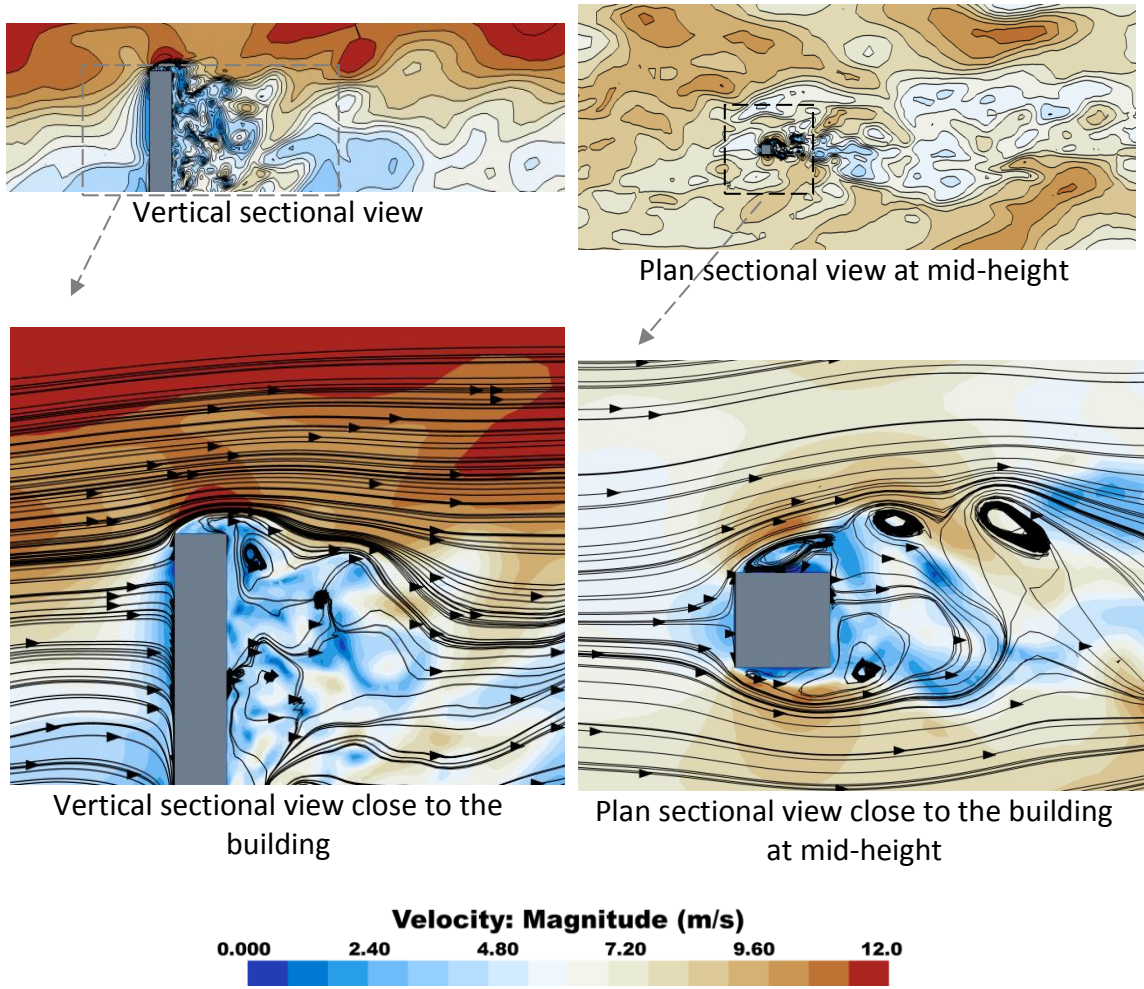 Vertical sectional view
Plan sectional view at mid-height
Vertical sectional view close to the
building
Plan sectional view close to the building
at mid-height
Velocity: Magnitude (m/s)
0.000 2.40 4.80 7.20 9.60 12.0